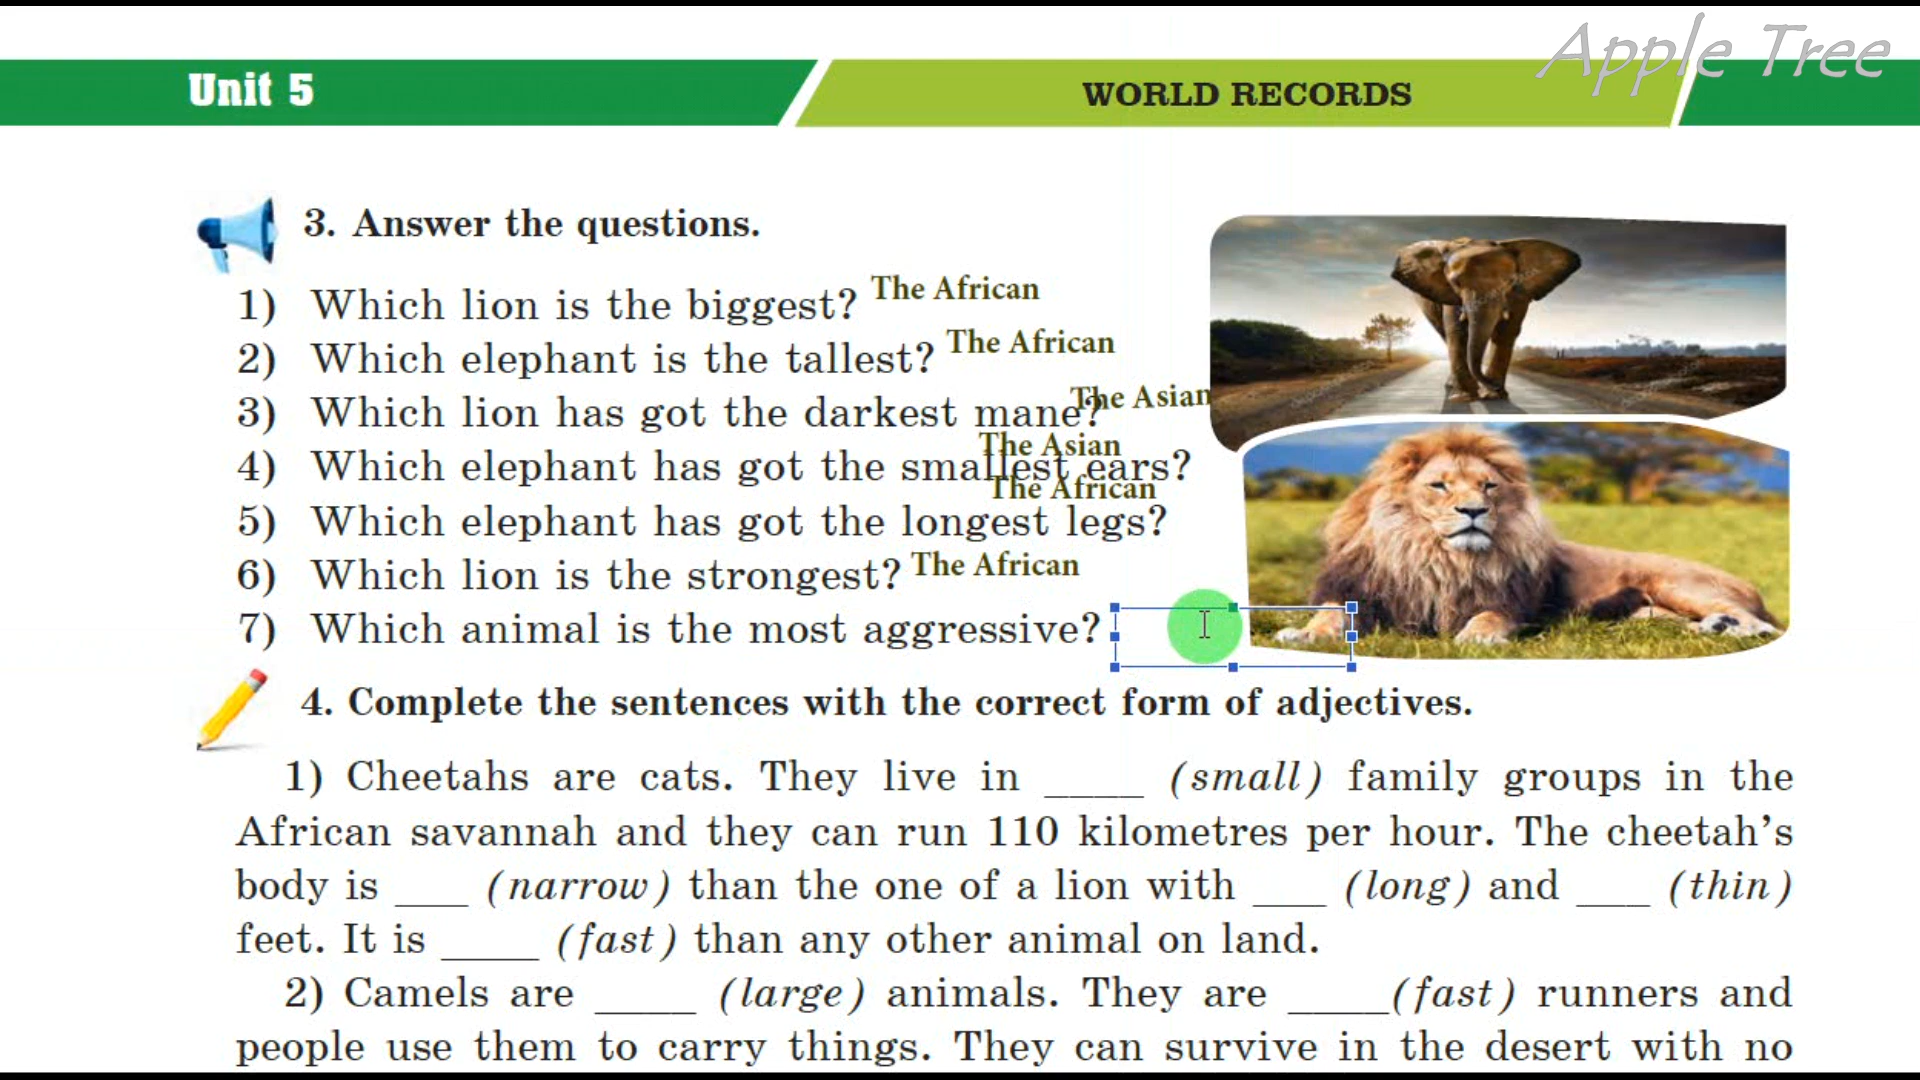 Apple Tree
Unit 5
WORLD RECORDS
3. Answer the questions.
1) Which lion is the biggest? The African
2) Which elephant is the tallest? The African
3) Which lion has got the darkest mane? The Asian
4) Which elephant has got the smallest ears? The Asian
5) Which elephant has got the longest legs? The African
6) Which lion is the strongest? The African
7) Which animal is the most aggressive?
4. Complete the sentences with the correct form of adjectives.
1) Cheetahs are cats. They live in ____ (small) family groups in the
African savannah and they can run 110 kilometres per hour. The cheetah's
body is ___ (narrow) than the one of a lion with ___ (long) and ___ (thin)
feet. It is ____ (fast) than any other animal on land.
2) Camels are ____ (large) animals. They are ____(fast) runners and
people use them to carry things. They can survive in the desert with no